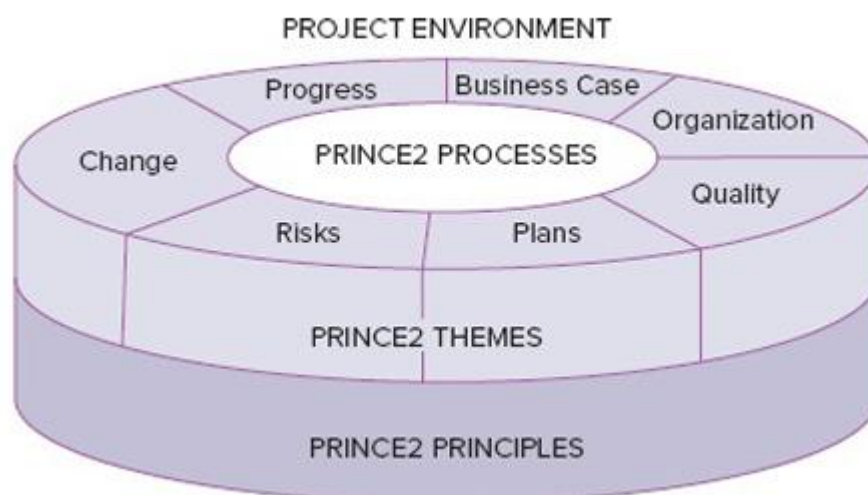 PROJECT ENVIRONMENT
Progress
Business Case
Organization
Change
PRINCE2 PROCESSES
Quality
Risks
Plans
PRINCE2 THEMES
PRINCE2 PRINCIPLES